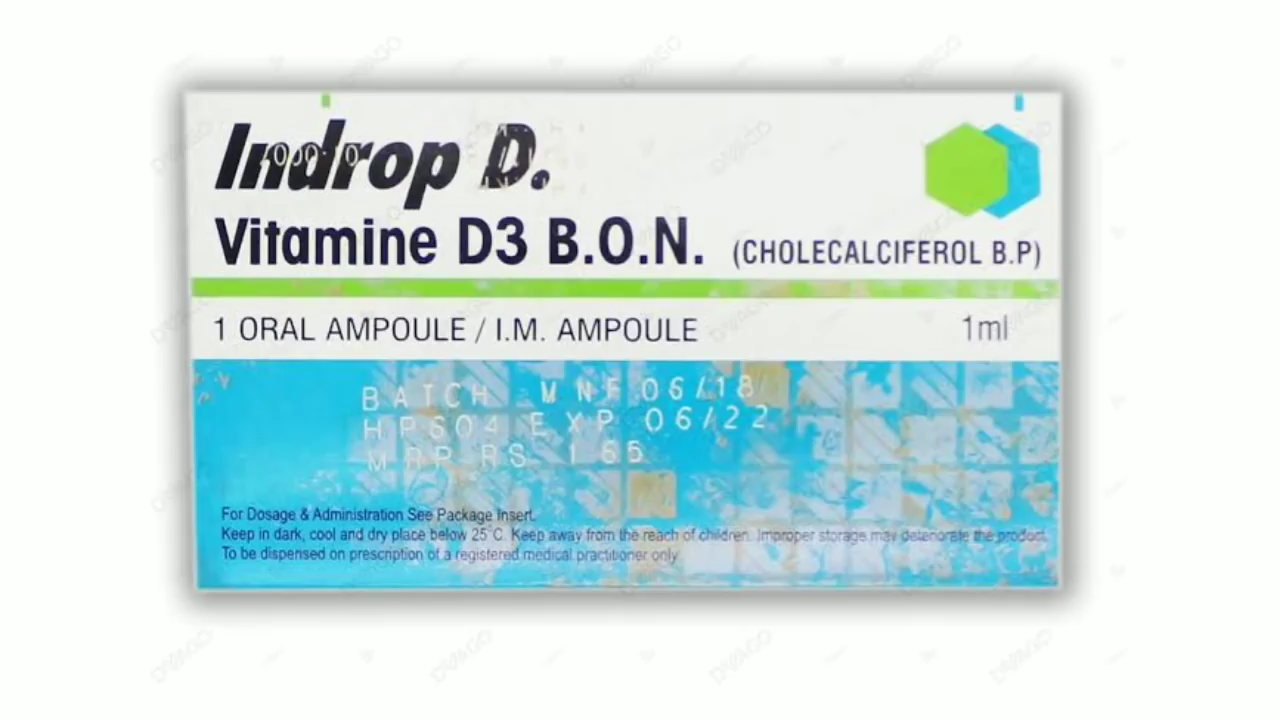 Indrop D.
Vitamine D3 B.O.N. (CHOLECALCIFEROL B.P)
1 ORAL AMPOULE / I.M. AMPOULE 1ml
BATCH MNF 06/18
HPS04 EXP 06/22
MRP RS 165
For Dosage & Administration See Package Insert.
Keep in dark, cool and dry place below 25°C. Keep away from the reach of children. Improper storage may deteriorate the product.
To be dispensed on prescription of a registered medical practitioner only
DVAGO